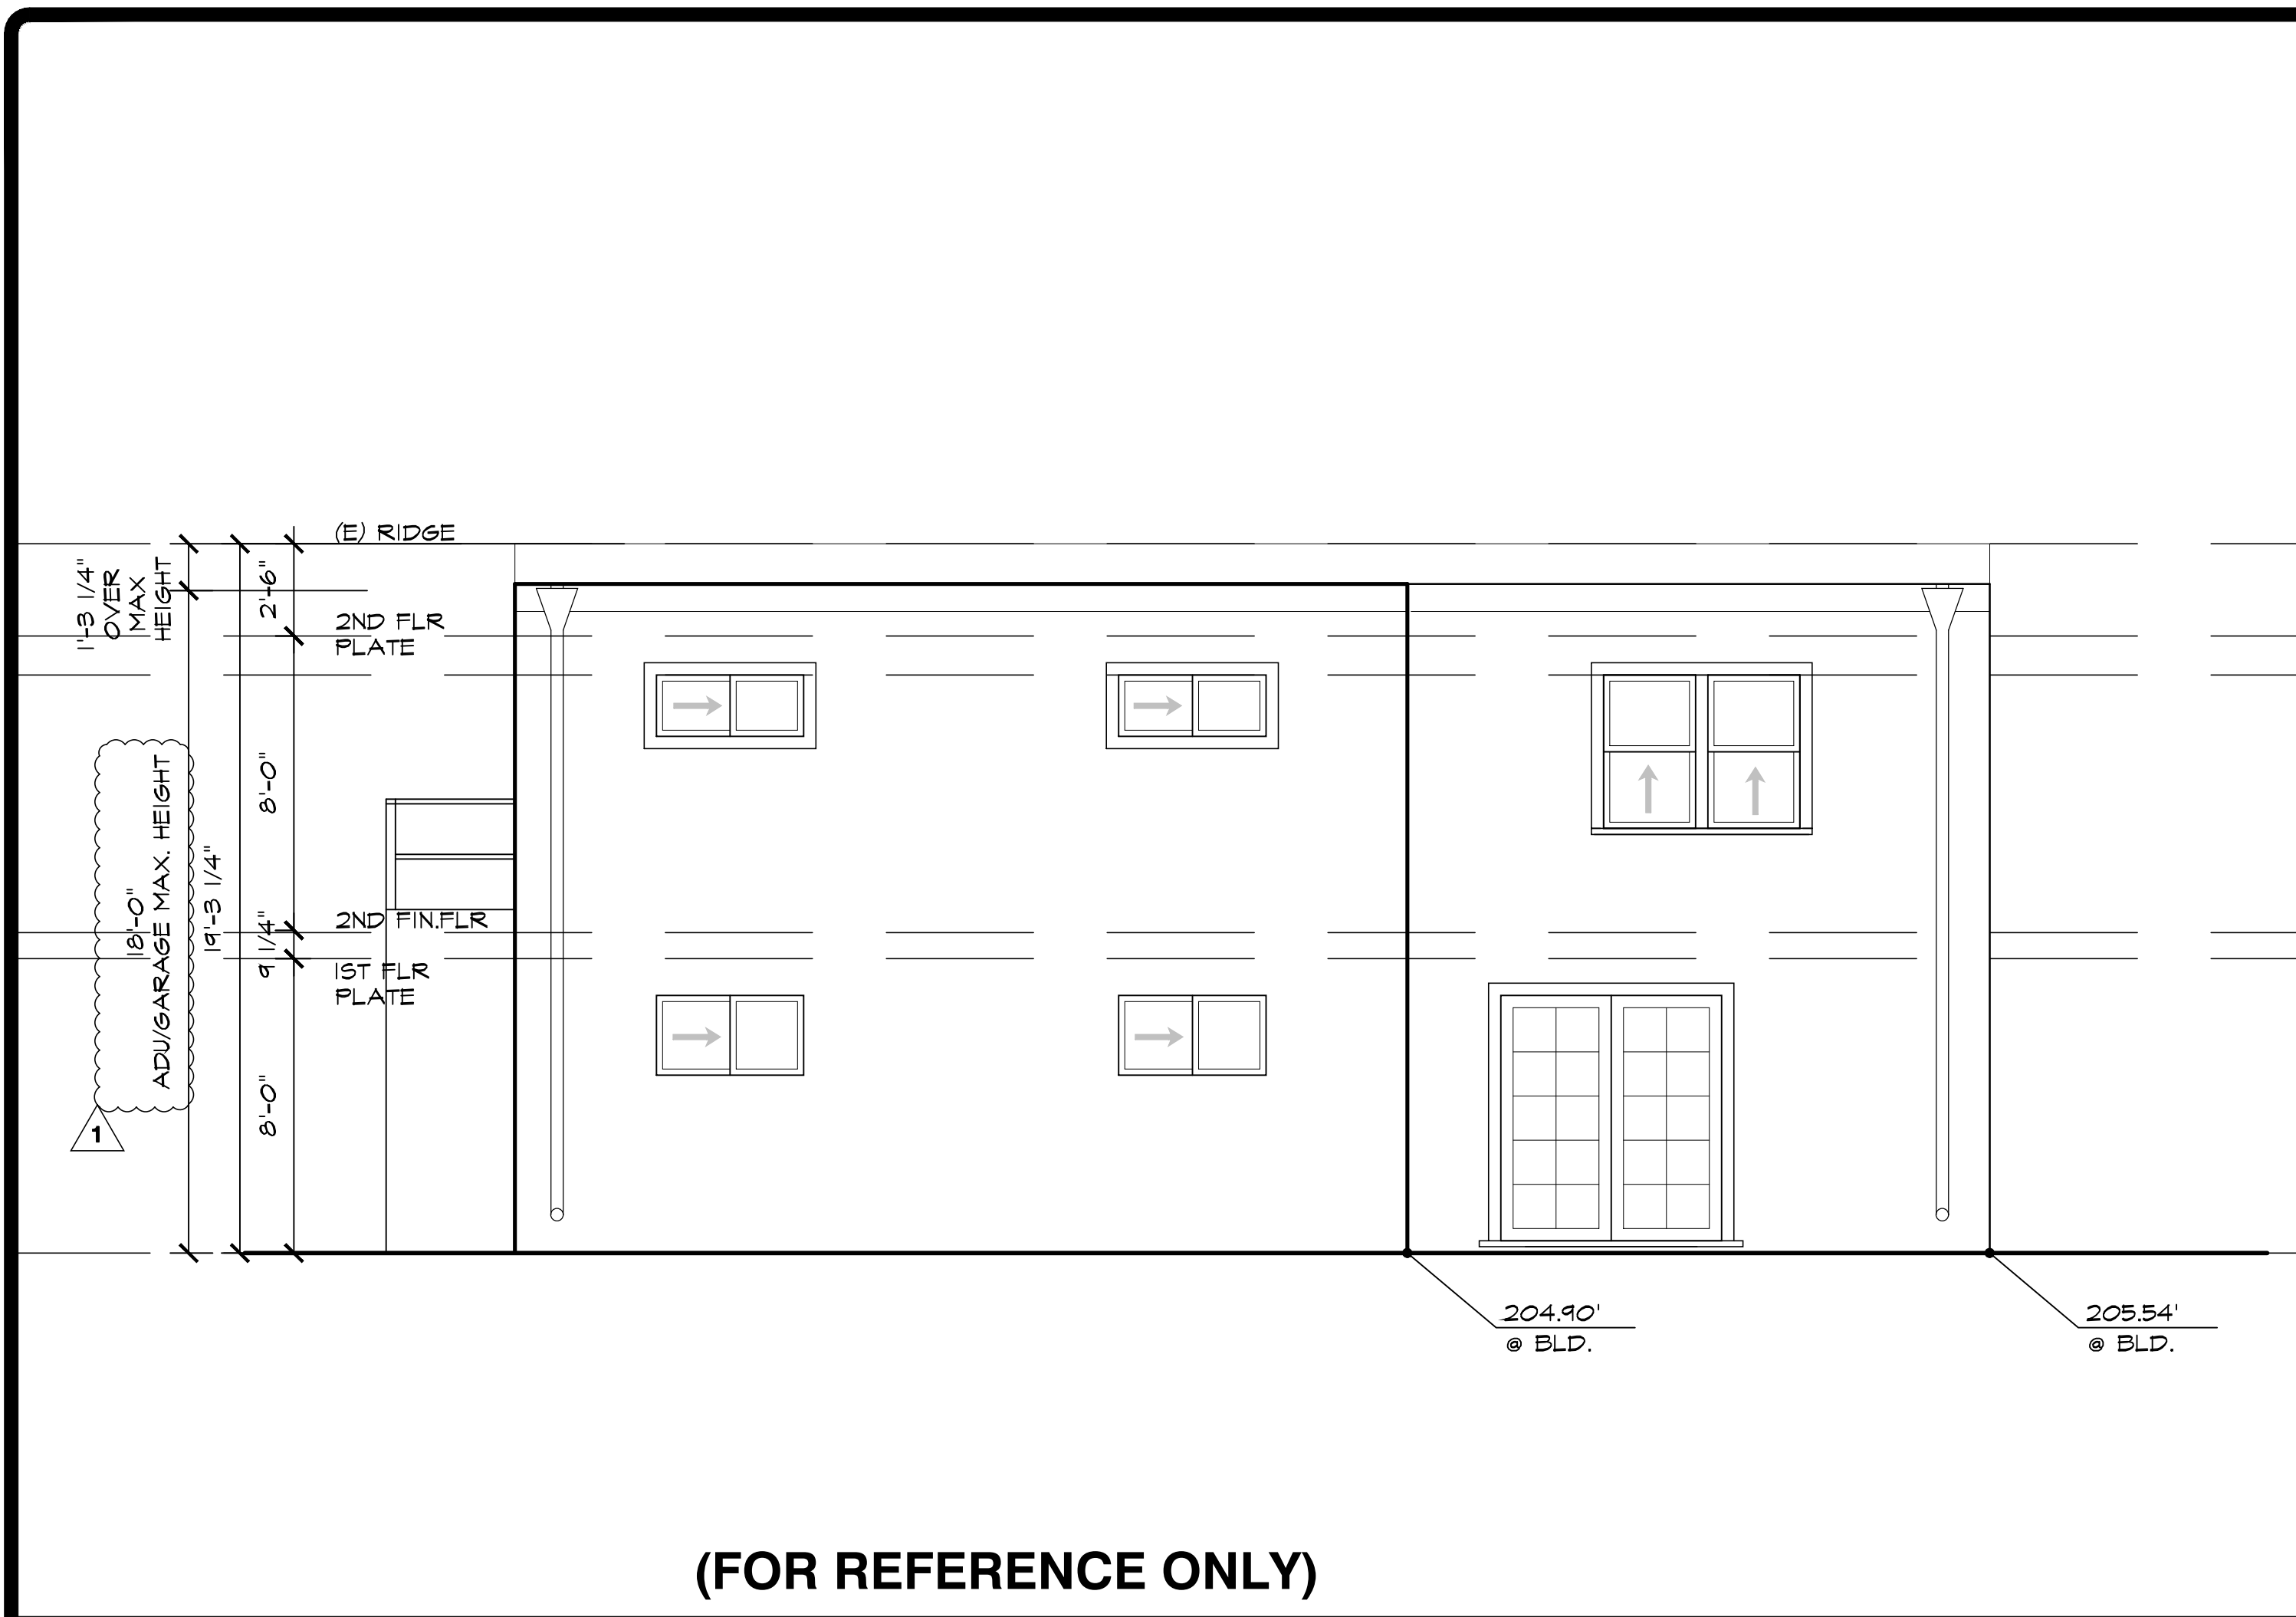 (E) RIDGE
1'-3 1/4"
OVER
MAX
HEIGHT
2'-6"
2ND FLR
PLATE
8'-0"
18'-0"
ADU/GARAGE MAX. HEIGHT
19'-3 1/4"
9 1/4"
2ND FIN.FLR
1ST FLR
PLATE
8'-0"
1
204.90'
@ BLD.
205.54'
@ BLD.
(FOR REFERENCE ONLY)